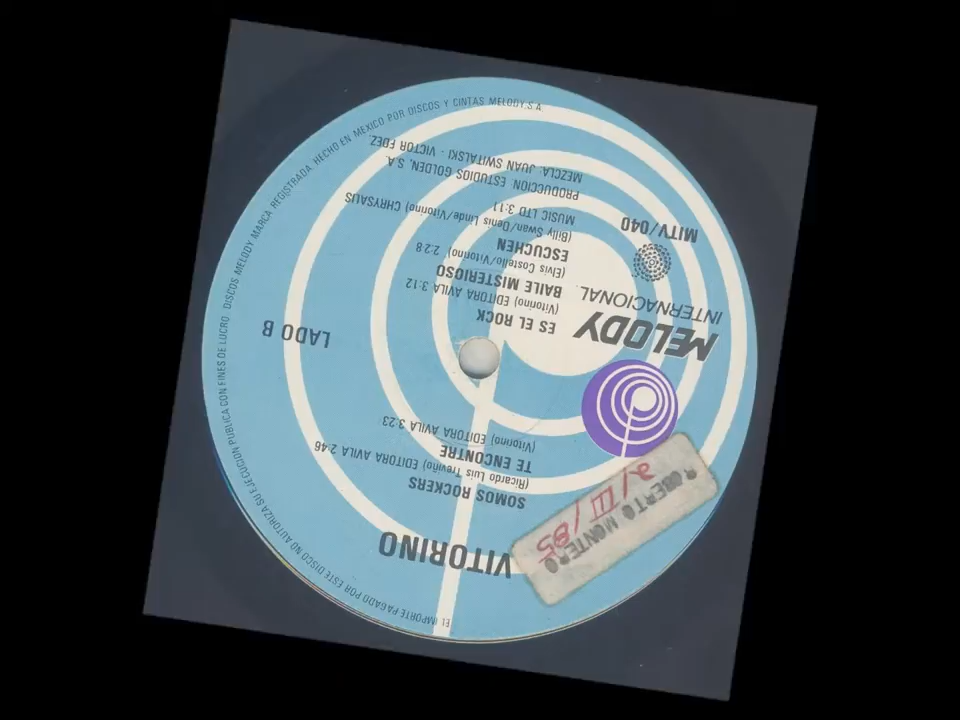 VITORINO
SOMOS ROCKERS
(Ricardo Luis Treviño) EDITORA AVILA 2:46
TE ENCONTRE
(Vitorino) EDITORA AVILA 3:23
LADO B
MELODY
INTERNACIONAL
MITV/040
ES EL ROCK
(Vitorino) EDITORA AVILA 3:12
BAILE MISTERIOSO
(Elvis Costello/Vitorino) 2:28
ESCUCHEN
(Billy Swan/Denis Linde/Vitorino) CHRYSALIS
MUSIC LTD 3:11
PRODUCCION: ESTUDIOS GOLDEN, S.A.
MEZCLA: JUAN SWITALSKI - VICTOR FDEZ.
EL IMPORTE PAGADO POR ESTE DISCO NO AUTORIZA SU EJECUCION PUBLICA CON FINES DE LUCRO. DISCOS MELODY MARCA REGISTRADA. HECHO EN MEXICO POR DISCOS Y CINTAS MELODY, S.A.
ROBERTO MONTERO
2/III/85